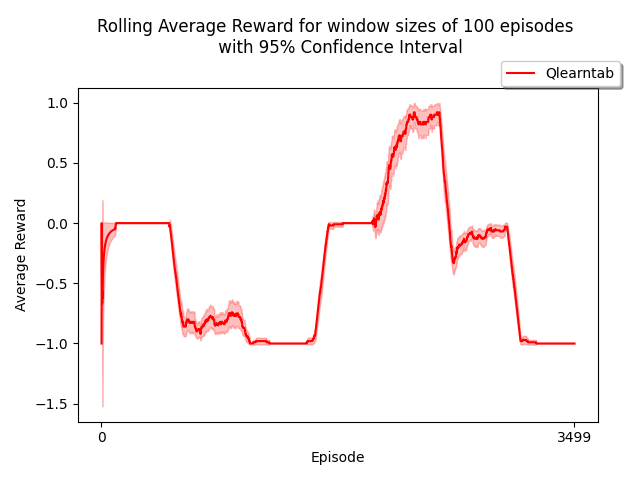 Rolling Average Reward for window sizes of 100 episodes
with 95% Confidence Interval
Qlearntab
1.0
0.5
0.0
−0.5
−1.0
−1.5
Average Reward
0
3499
Episode